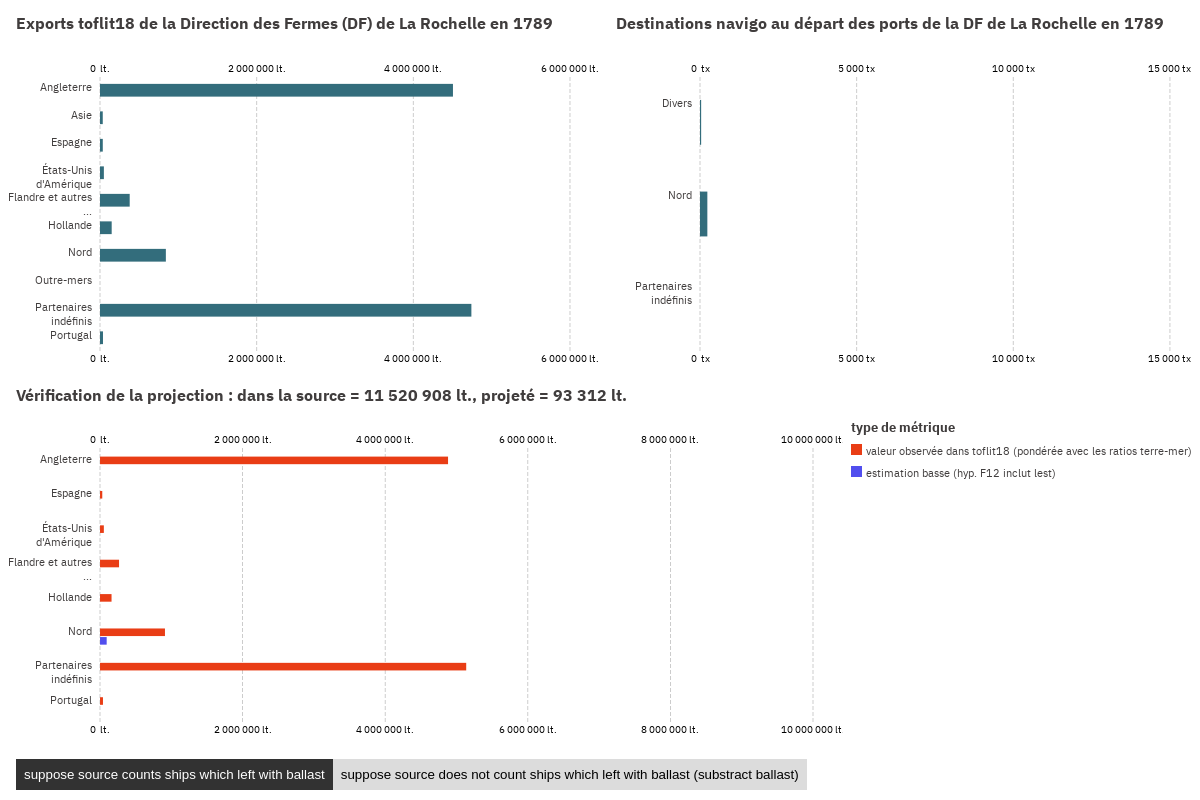 Exports toflit18 de la Direction des Fermes (DF) de La Rochelle en 1789
0 lt.
2 000 000 lt.
4 000 000 lt.
6 000 000 lt.
Angleterre
Asie
Espagne
États-Unis
d'Amérique
Flandre et autres
...
Hollande
Nord
Outre-mers
Partenaires
indéfinis
Portugal
0 lt.
2 000 000 lt.
4 000 000 lt.
6 000 000 lt.
Destinations navigo au départ des ports de la DF de La Rochelle en 1789
0 tx
5 000 tx
10 000 tx
15 000 tx
Divers
Nord
Partenaires
indéfinis
0 tx
5 000 tx
10 000 tx
15 000 tx
Vérification de la projection : dans la source = 11 520 908 lt., projeté = 93 312 lt.
0 lt.
2 000 000 lt.
4 000 000 lt.
6 000 000 lt.
8 000 000 lt.
10 000 000 lt
Angleterre
Espagne
États-Unis
d'Amérique
Flandre et autres
...
Hollande
Nord
Partenaires
indéfinis
Portugal
0 lt.
2 000 000 lt.
4 000 000 lt.
6 000 000 lt.
8 000 000 lt.
10 000 000 lt
type de métrique
valeur observée dans toflit18 (pondérée avec les ratios terre-mer)
estimation basse (hyp. F12 inclut lest)
suppose source counts ships which left with ballast
suppose source does not count ships which left with ballast (substract ballast)